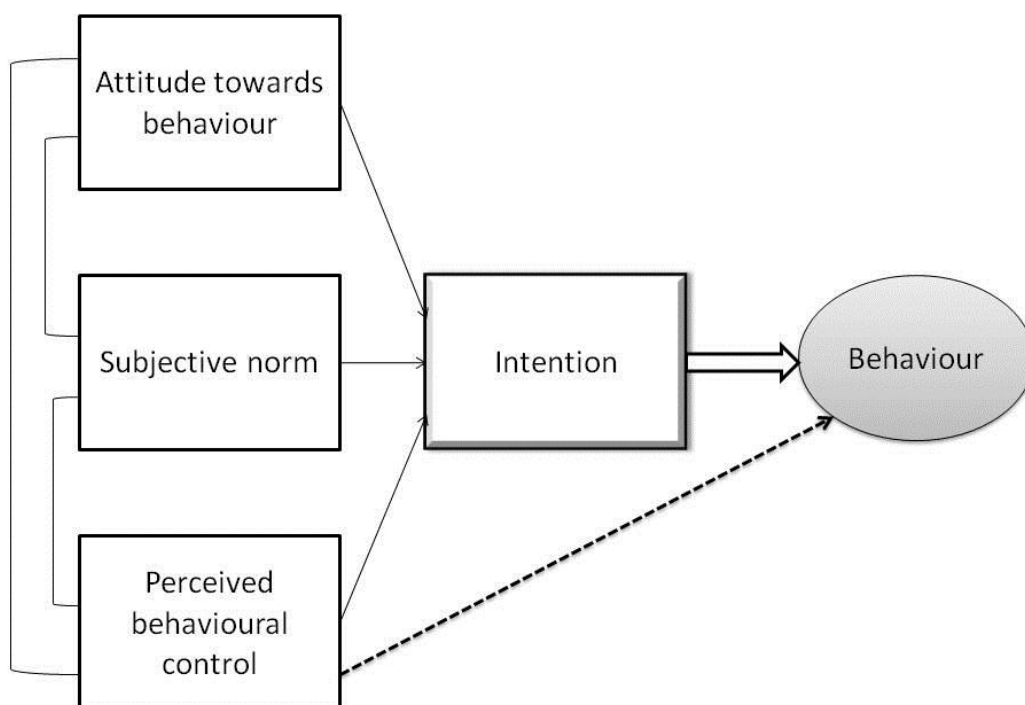 Attitude towards
behaviour
Subjective norm
Intention
Behaviour
Perceived
behavioural
control